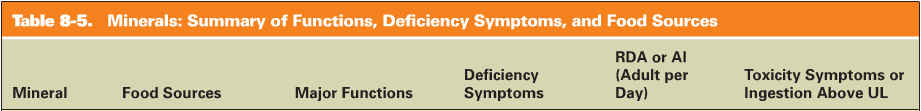 Table 8-5. Minerals: Summary of Functions, Deficiency Symptoms, and Food Sources
Mineral
Food Sources
Major Functions
Deficiency
Symptoms
RDA or AI
(Adult per
Day)
Toxicity Symptoms or
Ingestion Above UL